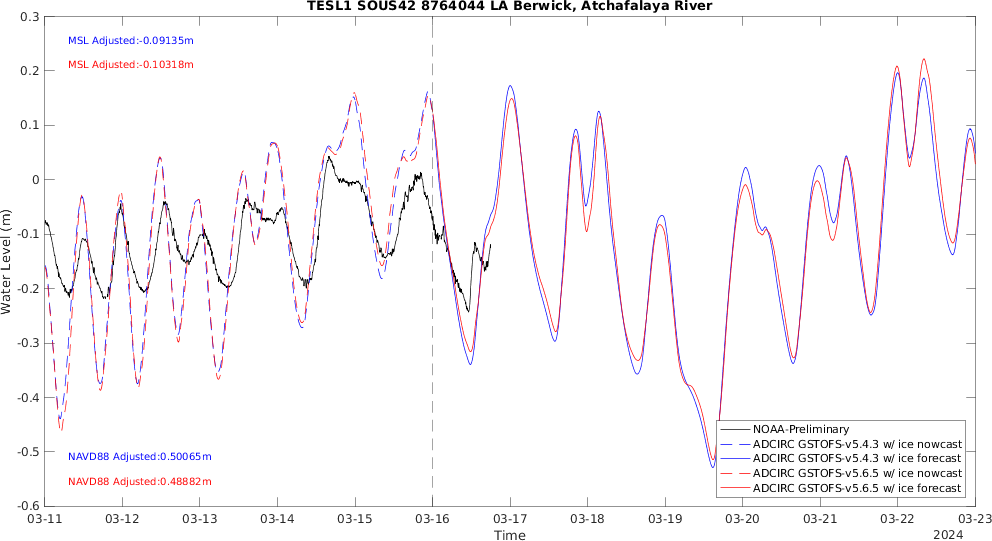 TESL1 SOUS42 8764044 LA Berwick, Atchafalaya River
0.3
MSL Adjusted:-0.09135m
MSL Adjusted:-0.10318m
0.2
0.1
0
-0.1
Water Level (m)
-0.2
-0.3
-0.4
NOAA-Preliminary
ADCIRC GSTOFS-v5.4.3 w/ ice nowcast
ADCIRC GSTOFS-v5.4.3 w/ ice forecast
ADCIRC GSTOFS-v5.6.5 w/ ice nowcast
ADCIRC GSTOFS-v5.6.5 w/ ice forecast
-0.5
NAVD88 Adjusted:0.50065m
NAVD88 Adjusted:0.48882m
-0.6
03-11 03-12 03-13 03-14 03-15 03-16 03-17 03-18 03-19 03-20 03-21 03-22 03-23
Time
2024